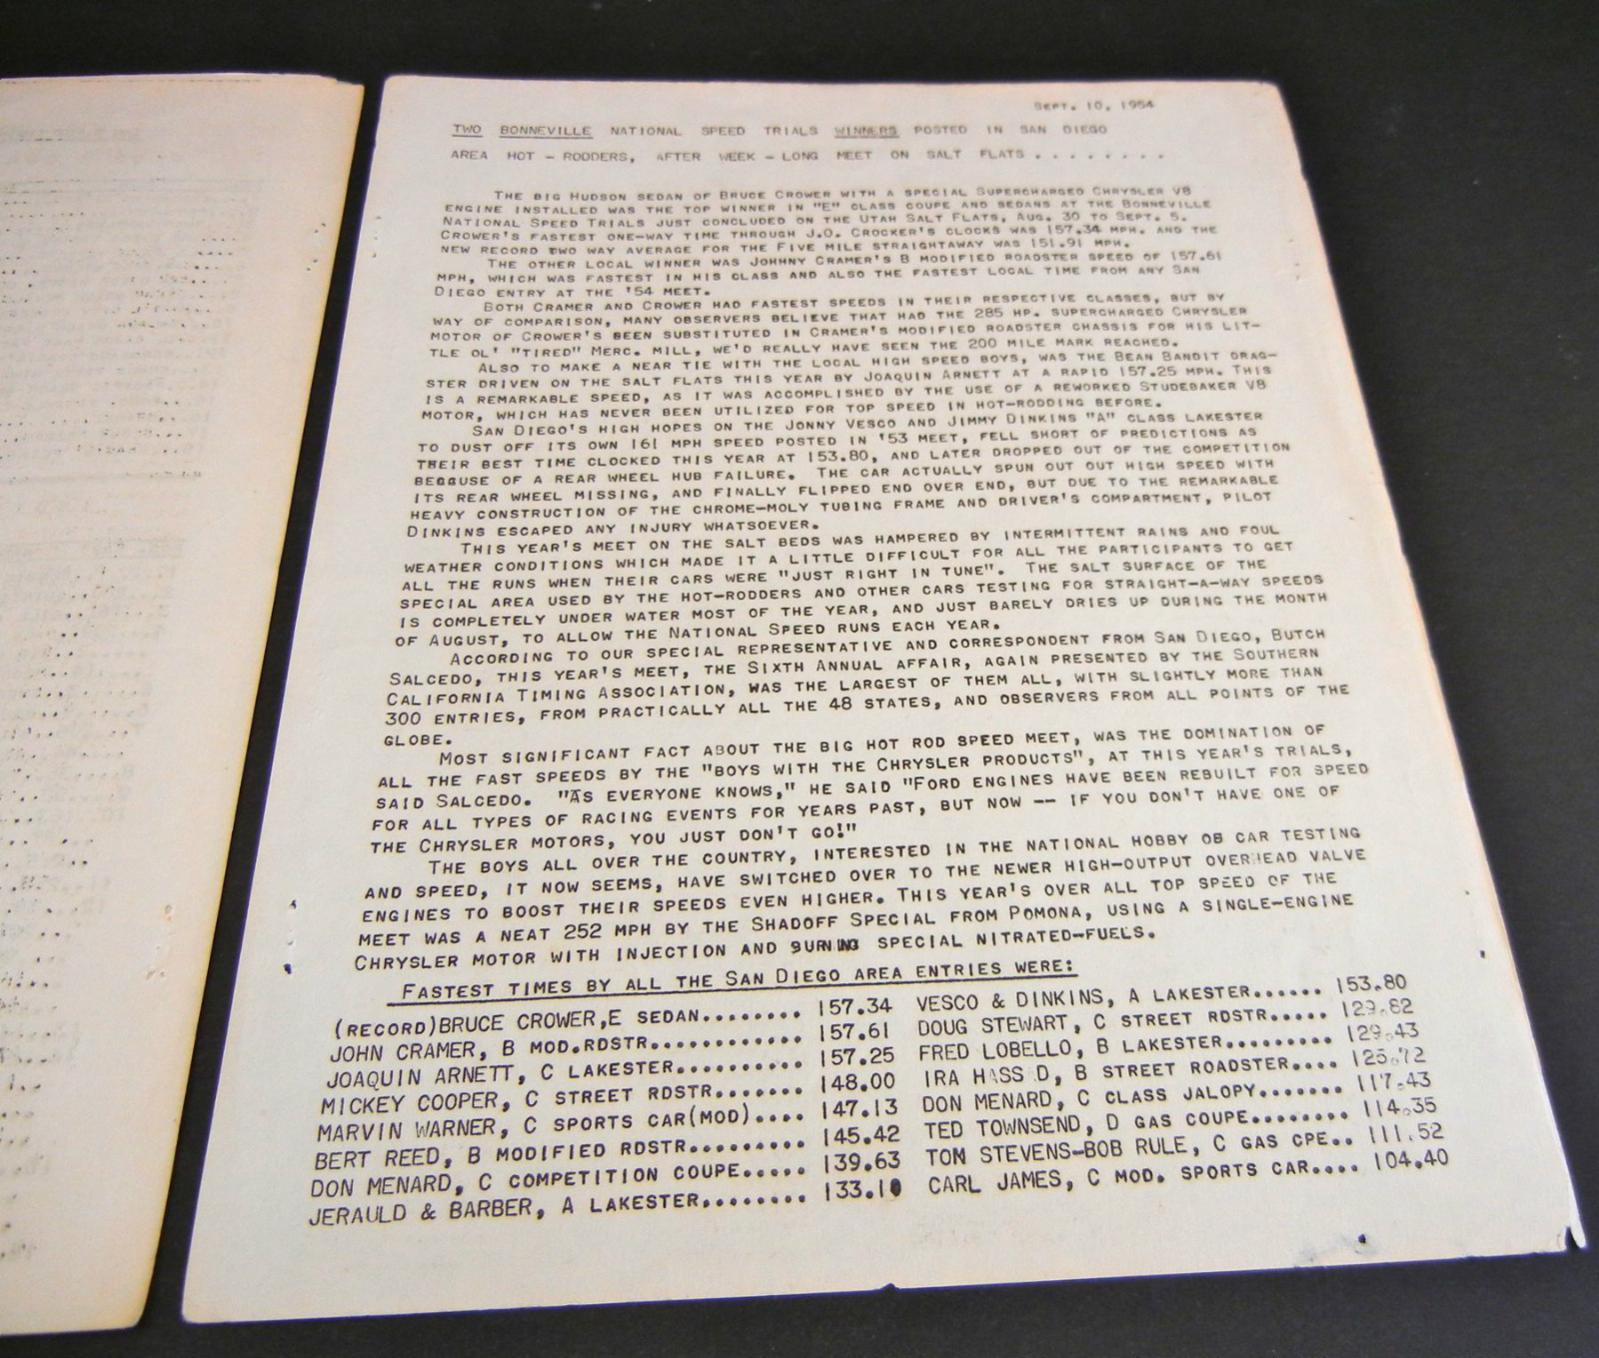 SEPT. 10, 1954
TWO BONNEVILLE NATIONAL SPEED TRIALS WINNERS POSTED IN SAN DIEGO
AREA HOT - RODDERS, AFTER WEEK - LONG MEET ON SALT FLATS . . . . . . . .
THE BIG HUDSON SEDAN OF BRUCE CROWER WITH A SPECIAL SUPERCHARGED CHRYSLER V8
ENGINE INSTALLED WAS THE TOP WINNER IN "E" CLASS COUPE AND SEDANS AT THE BONNEVILLE
NATIONAL SPEED TRIALS JUST CONCLUDED ON THE UTAH SALT FLATS, AUG. 30 TO SEPT. 5.
CROWER'S FASTEST ONE-WAY TIME THROUGH J.O. CROCKER'S CLOCKS WAS 157.34 MPH. AND THE
NEW RECORD TWO WAY AVERAGE FOR THE FIVE MILE STRAIGHTAWAY WAS 151.91 MPH.
THE OTHER LOCAL WINNER WAS JOHNNY CRAMER'S B MODIFIED ROADSTER SPEED OF 157.61
MPH, WHICH WAS FASTEST IN HIS CLASS AND ALSO THE FASTEST LOCAL TIME FROM ANY SAN
DIEGO ENTRY AT THE '54 MEET.
BOTH CRAMER AND CROWER HAD FASTEST SPEEDS IN THEIR RESPECTIVE CLASSES, BUT BY
WAY OF COMPARISON, MANY OBSERVERS BELIEVE THAT HAD THE 285 HP. SUPERCHARGED CHRYSLER
MOTOR OF CROWER'S BEEN SUBSTITUTED IN CRAMER'S MODIFIED ROADSTER CHASSIS FOR HIS LIT-
TLE OL' "TIRED" MERC. MILL, WE'D REALLY HAVE SEEN THE 200 MILE MARK REACHED.
ALSO TO MAKE A NEAR TIE WITH THE LOCAL HIGH SPEED BOYS, WAS THE BEAN BANDIT DRAG-
STER DRIVEN ON THE SALT FLATS THIS YEAR BY JOAQUIN ARNETT AT A RAPID 157.25 MPH. THIS
IS A REMARKABLE SPEED, AS IT WAS ACCOMPLISHED BY THE USE OF A REWORKED STUDEBAKER V8
MOTOR, WHICH HAS NEVER BEEN UTILIZED FOR TOP SPEED IN HOT-RODDING BEFORE.
SAN DIEGO'S HIGH HOPES ON THE JONNY VESCO AND JIMMY DINKINS "A" CLASS LAKESTER
TO DUST OFF ITS OWN 161 MPH SPEED POSTED IN '53 MEET, FELL SHORT OF PREDICTIONS AS
THEIR BEST TIME CLOCKED THIS YEAR AT 153.80, AND LATER DROPPED OUT OF THE COMPETITION
BECAUSE OF A REAR WHEEL HUB FAILURE. THE CAR ACTUALLY SPUN OUT OUT HIGH SPEED WITH
ITS REAR WHEEL MISSING, AND FINALLY FLIPPED END OVER END, BUT DUE TO THE REMARKABLE
HEAVY CONSTRUCTION OF THE CHROME-MOLY TUBING FRAME AND DRIVER'S COMPARTMENT, PILOT
DINKINS ESCAPED ANY INJURY WHATSOEVER.
THIS YEAR'S MEET ON THE SALT BEDS WAS HAMPERED BY INTERMITTENT RAINS AND FOUL
WEATHER CONDITIONS WHICH MADE IT A LITTLE DIFFICULT FOR ALL THE PARTICIPANTS TO GET
ALL THE RUNS WHEN THEIR CARS WERE "JUST RIGHT IN TUNE". THE SALT SURFACE OF THE
SPECIAL AREA USED BY THE HOT-RODDERS AND OTHER CARS TESTING FOR STRAIGHT-A-WAY SPEEDS
IS COMPLETELY UNDER WATER MOST OF THE YEAR, AND JUST BARELY DRIES UP DURING THE MONTH
OF AUGUST, TO ALLOW THE NATIONAL SPEED RUNS EACH YEAR.
ACCORDING TO OUR SPECIAL REPRESENTATIVE AND CORRESPONDENT FROM SAN DIEGO, BUTCH
SALCEDO, THIS YEAR'S MEET, THE SIXTH ANNUAL AFFAIR, AGAIN PRESENTED BY THE SOUTHERN
CALIFORNIA TIMING ASSOCIATION, WAS THE LARGEST OF THEM ALL, WITH SLIGHTLY MORE THAN
300 ENTRIES, FROM PRACTICALLY ALL THE 48 STATES, AND OBSERVERS FROM ALL POINTS OF THE
GLOBE.
MOST SIGNIFICANT FACT ABOUT THE BIG HOT ROD SPEED MEET, WAS THE DOMINATION OF
ALL THE FAST SPEEDS BY THE "BOYS WITH THE CHRYSLER PRODUCTS", AT THIS YEAR'S TRIALS,
SAID SALCEDO. "AS EVERYONE KNOWS," HE SAID "FORD ENGINES HAVE BEEN REBUILT FOR SPEED
FOR ALL TYPES OF RACING EVENTS FOR YEARS PAST, BUT NOW -- IF YOU DON'T HAVE ONE OF
THE CHRYSLER MOTORS, YOU JUST DON'T GO!"
THE BOYS ALL OVER THE COUNTRY, INTERESTED IN THE NATIONAL HOBBY OB CAR TESTING
AND SPEED, IT NOW SEEMS, HAVE SWITCHED OVER TO THE NEWER HIGH-OUTPUT OVERHEAD VALVE
ENGINES TO BOOST THEIR SPEEDS EVEN HIGHER. THIS YEAR'S OVER ALL TOP SPEED OF THE
MEET WAS A NEAT 252 MPH BY THE SHADOFF SPECIAL FROM POMONA, USING A SINGLE-ENGINE
CHRYSLER MOTOR WITH INJECTION AND BURNING SPECIAL NITRATED-FUELS.
FASTEST TIMES BY ALL THE SAN DIEGO AREA ENTRIES WERE:
(RECORD)BRUCE CROWER,E SEDAN........ 157.34 VESCO & DINKINS, A LAKESTER...... 153.80
JOHN CRAMER, B MOD.RDSTR............ 157.61 DOUG STEWART, C STREET RDSTR..... 129.82
JOAQUIN ARNETT, C LAKESTER.......... 157.25 FRED LOBELLO, B LAKESTER......... 129.43
MICKEY COOPER, C STREET RDSTR....... 148.00 IRA D, B STREET ROADSTER....
MARVIN WARNER, C SPORTS CAR(MOD).... 147.13 DON MENARD, C CLASS JALOPY....... 117.43
BERT REED, B MODIFIED RDSTR......... 145.42 TED TOWNSEND, D GAS COUPE........ 114.35
DON MENARD, C COMPETITION COUPE..... 139.63 TOM STEVENS-BOB RULE, C GAS CPE.. 111.52
JERAULD & BARBER, A LAKESTER........ 133.10 CARL JAMES, C MOD. SPORTS CAR.... 104.40